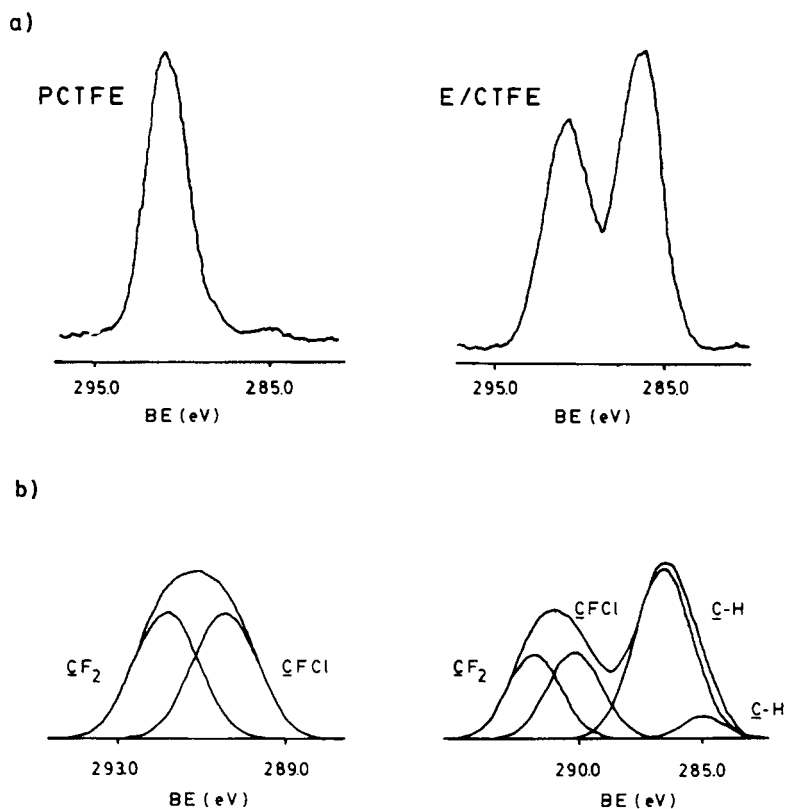 a)
PCTFE
E/CTFE
295.0 285.0
BE (eV)
295.0 285.0
BE (eV)
b)
CF2
CFCl
CF2
CFCl
C-H
C-H
293.0 289.0
BE (eV)
290.0 285.0
BE (eV)